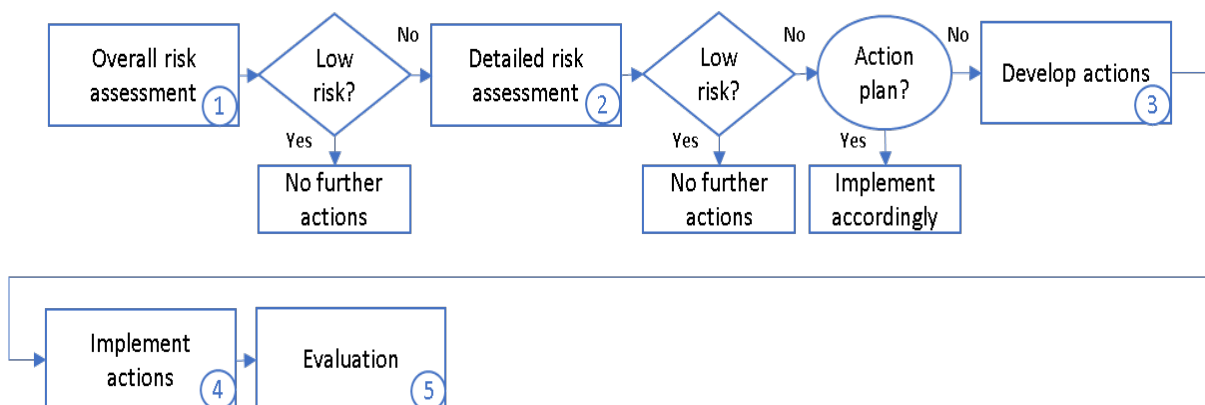 Overall risk
assessment
1
Low
risk?
No
Yes
No further
actions
Detailed risk
assessment
2
Low
risk?
No
Yes
No further
actions
Action
plan?
No
Yes
Implement
accordingly
Develop actions
3
Implement
actions
4
Evaluation
5